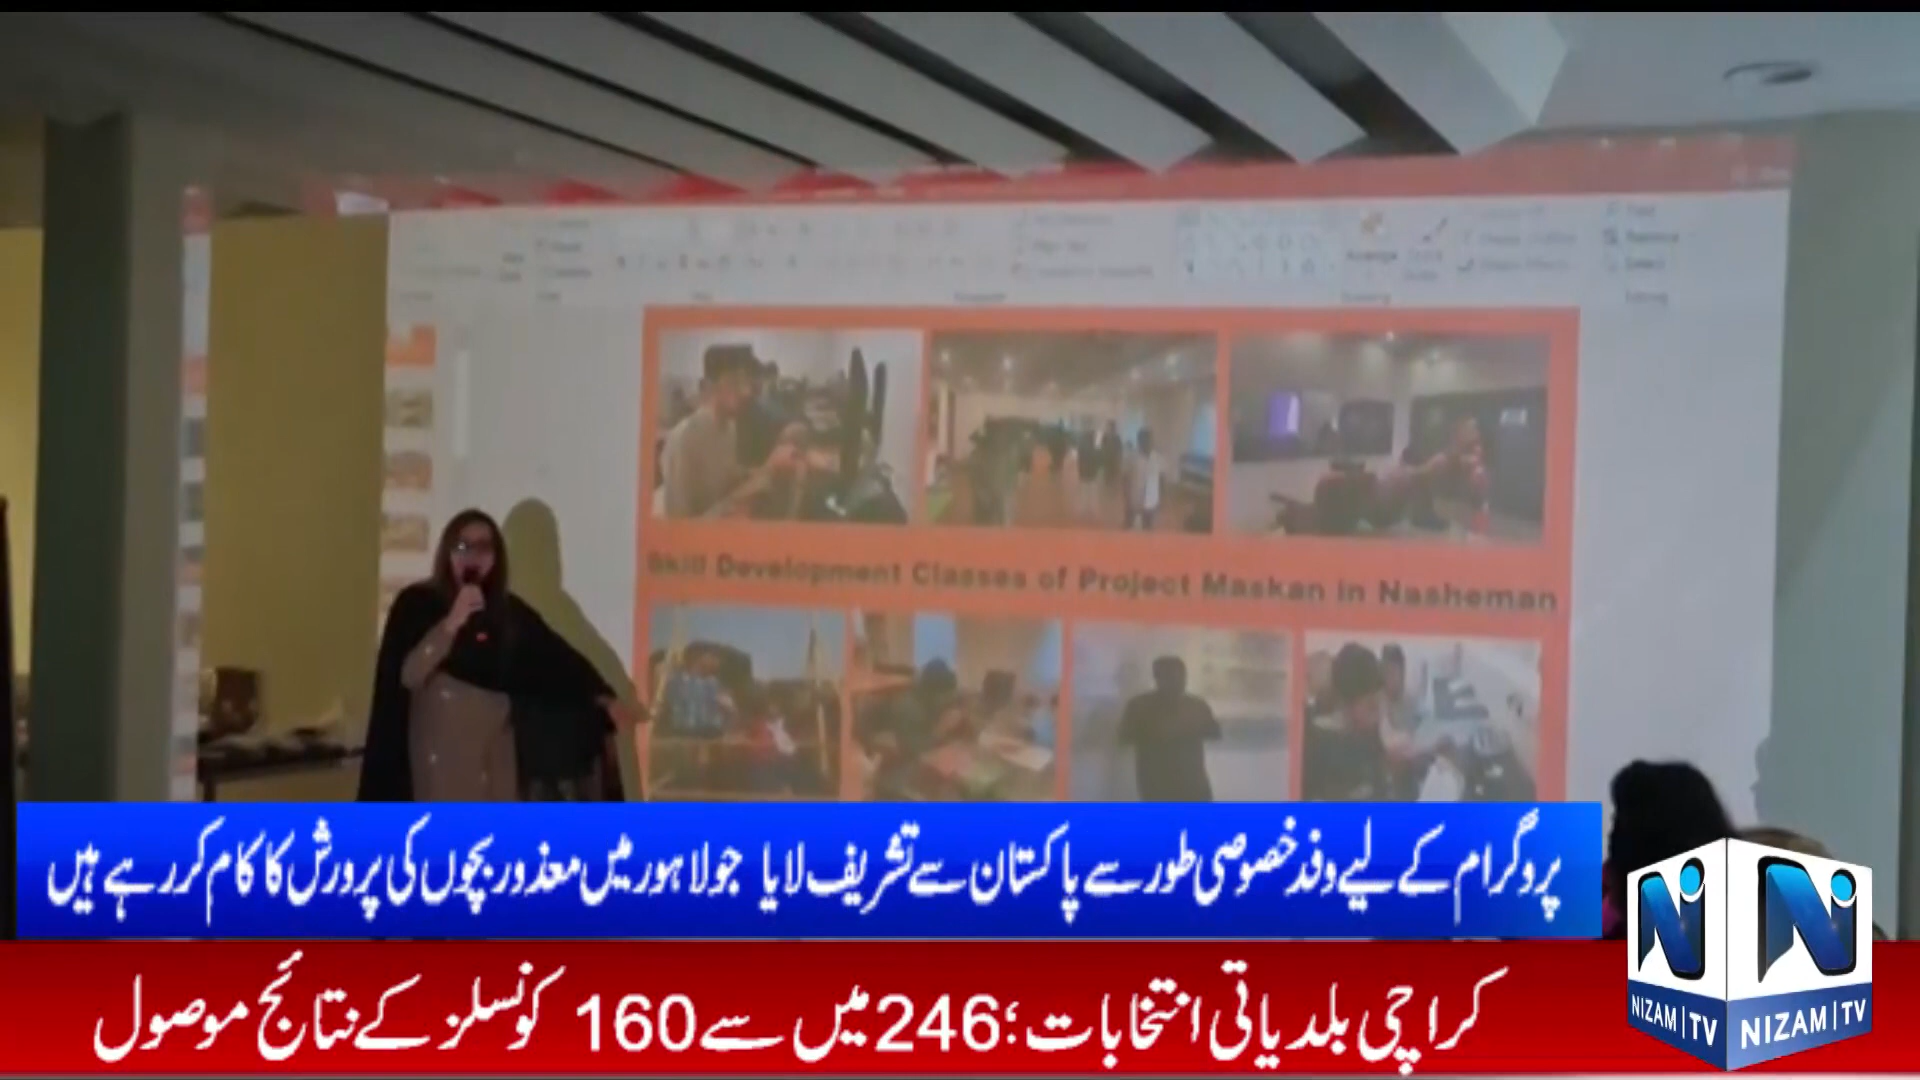 Arrange
Skill Development Classes of Project Maskan in Nasheman
پروگرام کے لیے وفد خصوصی طور سے پاکستان سے تشریف لایا جو لاہور میں معذور بچوں کی پرورش کا کام کر رہے ہیں
کراچی بلدیاتی انتخابات؛ 246 میں سے 160 کونسلز کے نتائج موصول
NIZAM|TV
NIZAM|TV